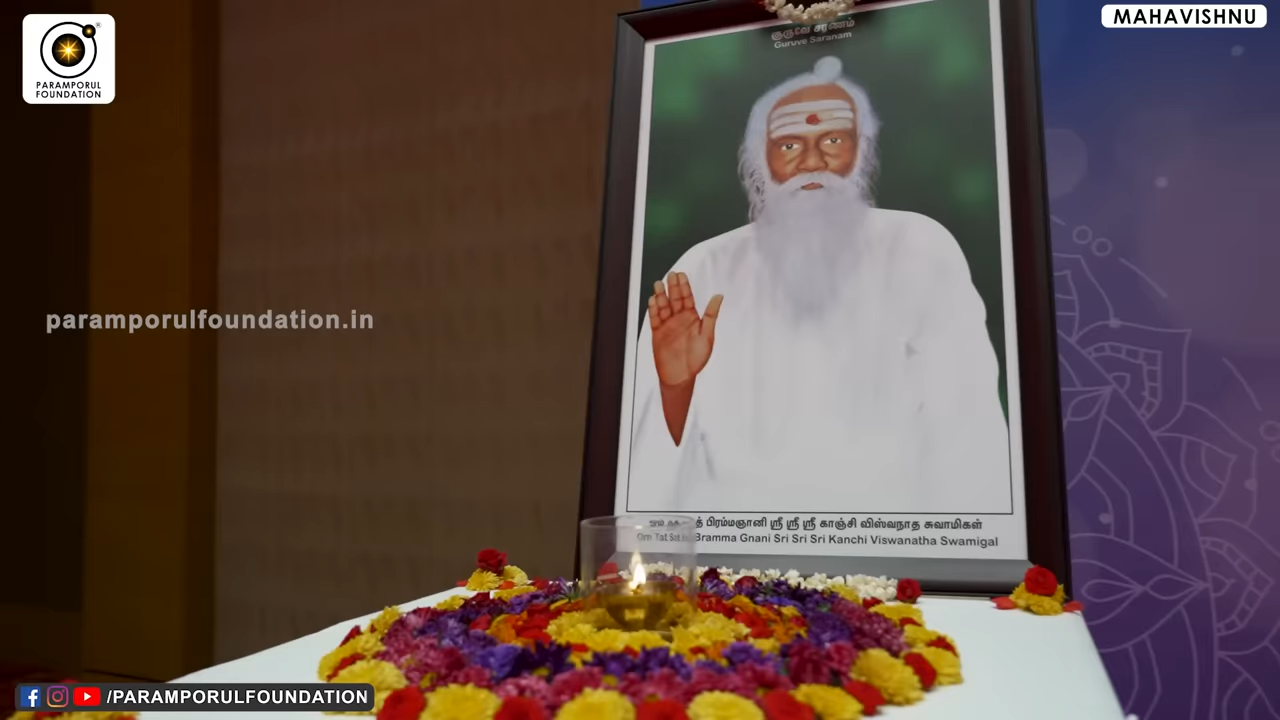 PARAMPORUL
FOUNDATION
MAHAVISHNU
குருவே சரணம்
Guruve Saranam
paramporulfoundation.in
பிரம்மஞானி ஸ்ரீ ஸ்ரீ ஸ்ரீ காஞ்சி விஸ்வநாத சுவாமிகள்
Om Tat Sat Bramma Gnani Sri Sri Sri Kanchi Viswanatha Swamigal
/PARAMPORULFOUNDATION